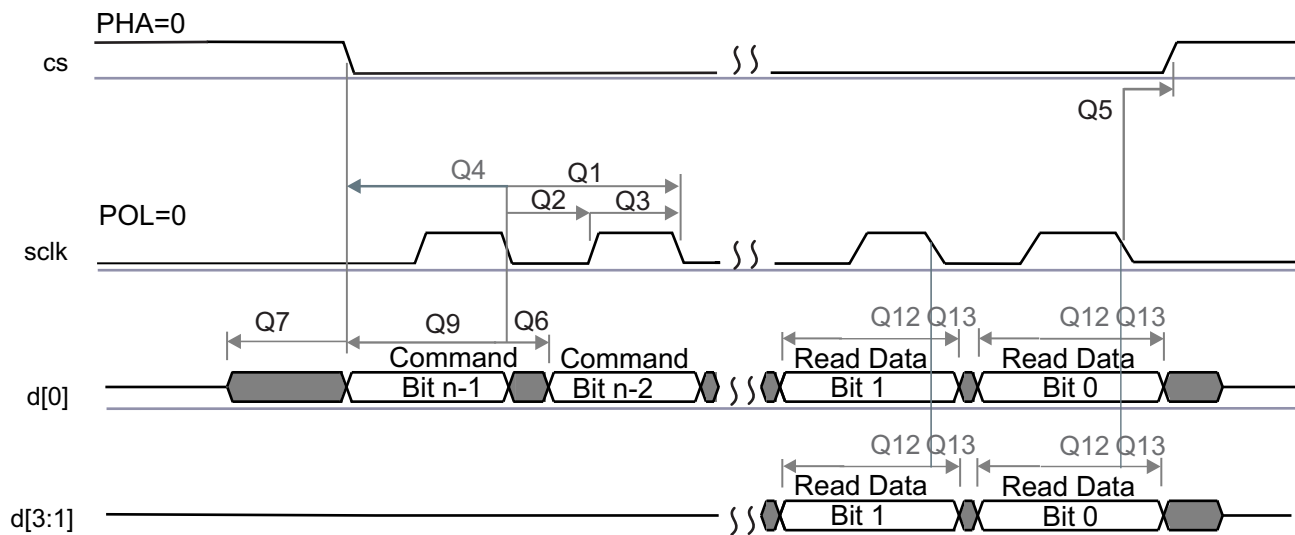 PHA=0
cs
Q5
Q4 Q1
Q2 Q3
POL=0
sclk
Q7 Q9 Q6 Q12 Q13 Q12 Q13
Command Command Read Data Read Data
d[0] Bit n-1 Bit n-2 Bit 1 Bit 0
Q12 Q13 Q12 Q13
Read Data Read Data
d[3:1] Bit 1 Bit 0